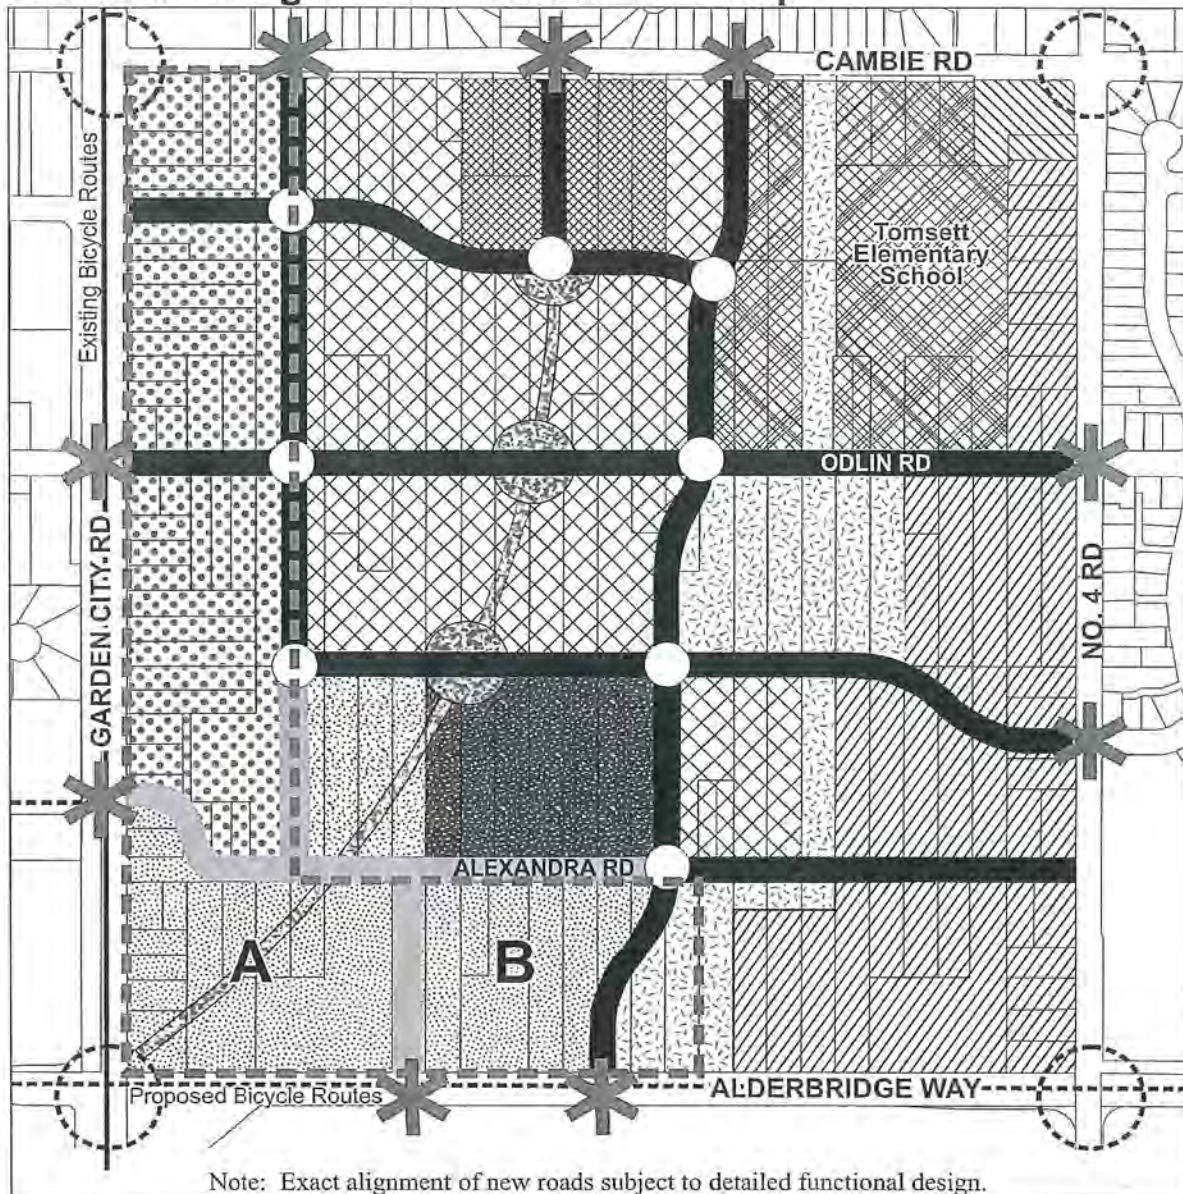 CAMBIE RD
Existing Bicycle Routes
Tomsett
Elementary
School
ODLIN RD
GARDEN CITY RD
NO. 4 RD
ALEXANDRA RD
A
B
Proposed Bicycle Routes
ALDERBRIDGE WAY
Note: Exact alignment of new roads subject to detailed functional design.